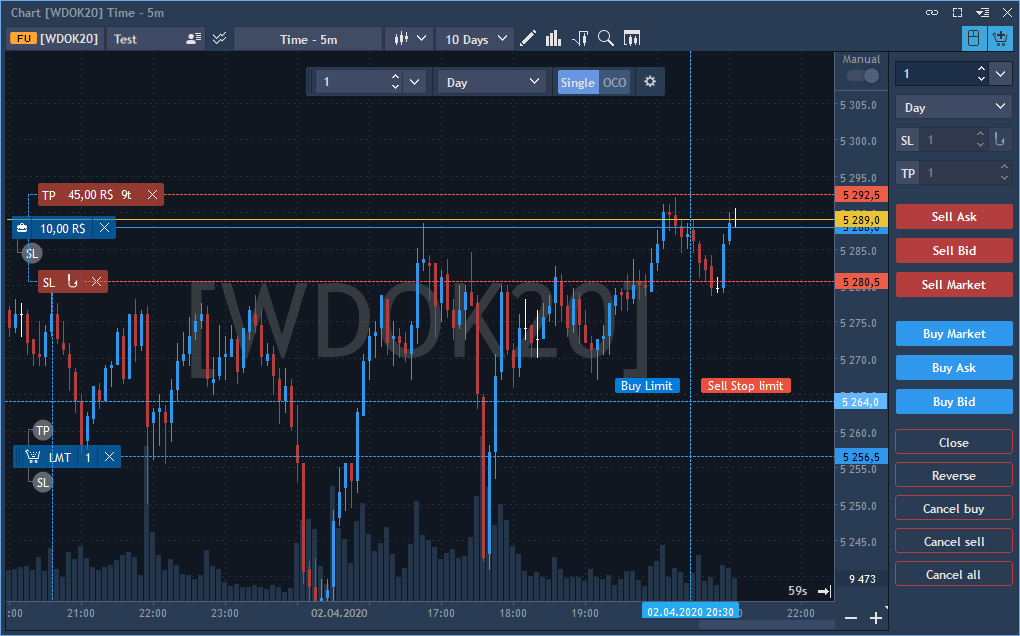 Chart [WDOK20] Time - 5m
FU [WDOK20] Test Time - 5m 10 Days
1 Day Single OCO
Manual
1
Day
SL 1
TP 1
Sell Ask
Sell Bid
Sell Market
Buy Market
Buy Ask
Buy Bid
Close
Reverse
Cancel buy
Cancel sell
Cancel all
5 305.0
5 300.0
5 295.0
5 292,5
5 289,0
5 285.0
5 280,5
5 275.0
5 270.0
5 264,0
5 260.0
5 256,5
5 255.0
5 250.0
5 245.0
9 473
TP 45,00 R$ 9t
10,00 R$
SL
SL
[WDOK20]
Buy Limit Sell Stop limit
TP
LMT 1
SL
59s
:00 21:00 22:00 23:00 02.04.2020 17:00 18:00 19:00 02.04.2020 20:30 22:00